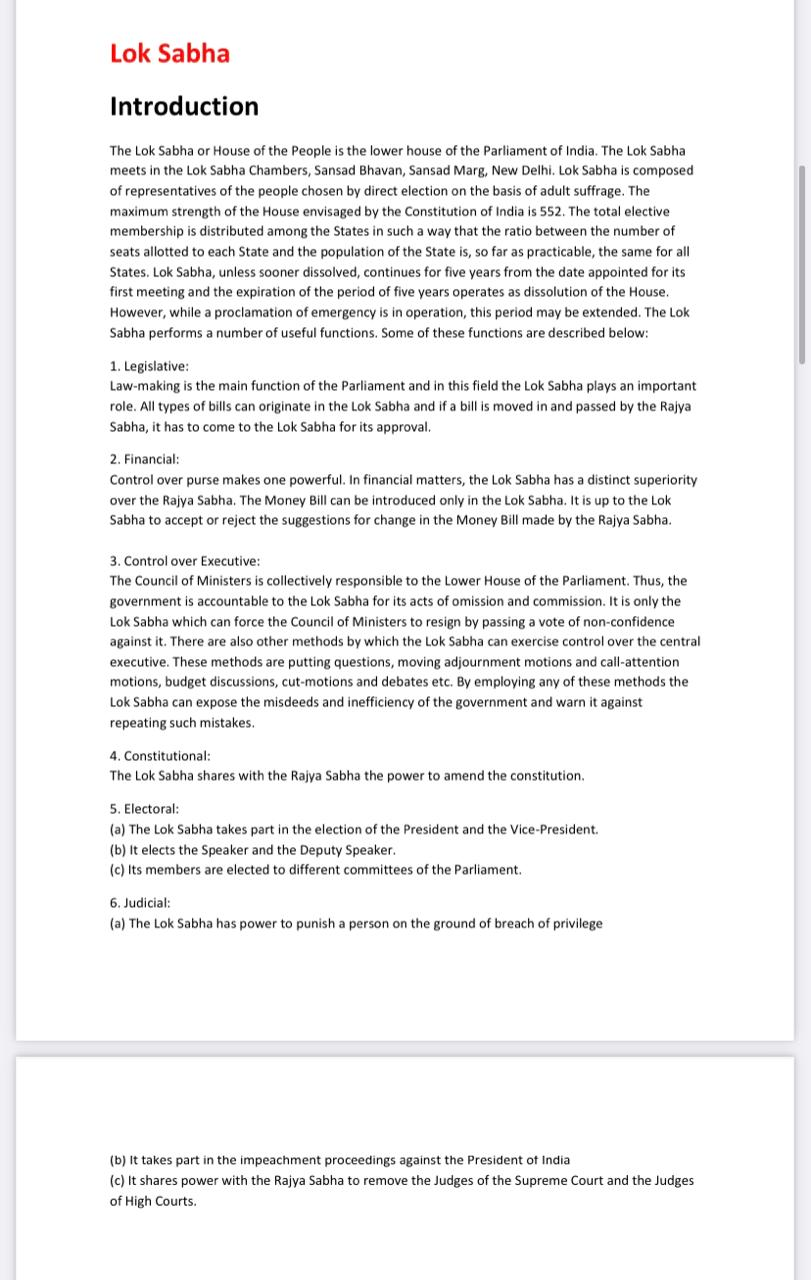 Lok Sabha
Introduction
The Lok Sabha or House of the People is the lower house of the Parliament of India. The Lok Sabha
meets in the Lok Sabha Chambers, Sansad Bhavan, Sansad Marg, New Delhi. Lok Sabha is composed
of representatives of the people chosen by direct election on the basis of adult suffrage. The
maximum strength of the House envisaged by the Constitution of India is 552. The total elective
membership is distributed among the States in such a way that the ratio between the number of
seats allotted to each State and the population of the State is, so far as practicable, the same for all
States. Lok Sabha, unless sooner dissolved, continues for five years from the date appointed for its
first meeting and the expiration of the period of five years operates as dissolution of the House.
However, while a proclamation of emergency is in operation, this period may be extended. The Lok
Sabha performs a number of useful functions. Some of these functions are described below:
1. Legislative:
Law-making is the main function of the Parliament and in this field the Lok Sabha plays an important
role. All types of bills can originate in the Lok Sabha and if a bill is moved in and passed by the Rajya
Sabha, it has to come to the Lok Sabha for its approval.
2. Financial:
Control over purse makes one powerful. In financial matters, the Lok Sabha has a distinct superiority
over the Rajya Sabha. The Money Bill can be introduced only in the Lok Sabha. It is up to the Lok
Sabha to accept or reject the suggestions for change in the Money Bill made by the Rajya Sabha.
3. Control over Executive:
The Council of Ministers is collectively responsible to the Lower House of the Parliament. Thus, the
government is accountable to the Lok Sabha for its acts of omission and commission. It is only the
Lok Sabha which can force the Council of Ministers to resign by passing a vote of non-confidence
against it. There are also other methods by which the Lok Sabha can exercise control over the central
executive. These methods are putting questions, moving adjournment motions and call-attention
motions, budget discussions, cut-motions and debates etc. By employing any of these methods the
Lok Sabha can expose the misdeeds and inefficiency of the government and warn it against
repeating such mistakes.
4. Constitutional:
The Lok Sabha shares with the Rajya Sabha the power to amend the constitution.
5. Electoral:
(a) The Lok Sabha takes part in the election of the President and the Vice-President.
(b) It elects the Speaker and the Deputy Speaker.
(c) Its members are elected to different committees of the Parliament.
6. Judicial:
(a) The Lok Sabha has power to punish a person on the ground of breach of privilege
(b) It takes part in the impeachment proceedings against the President of India
(c) It shares power with the Rajya Sabha to remove the Judges of the Supreme Court and the Judges
of High Courts.